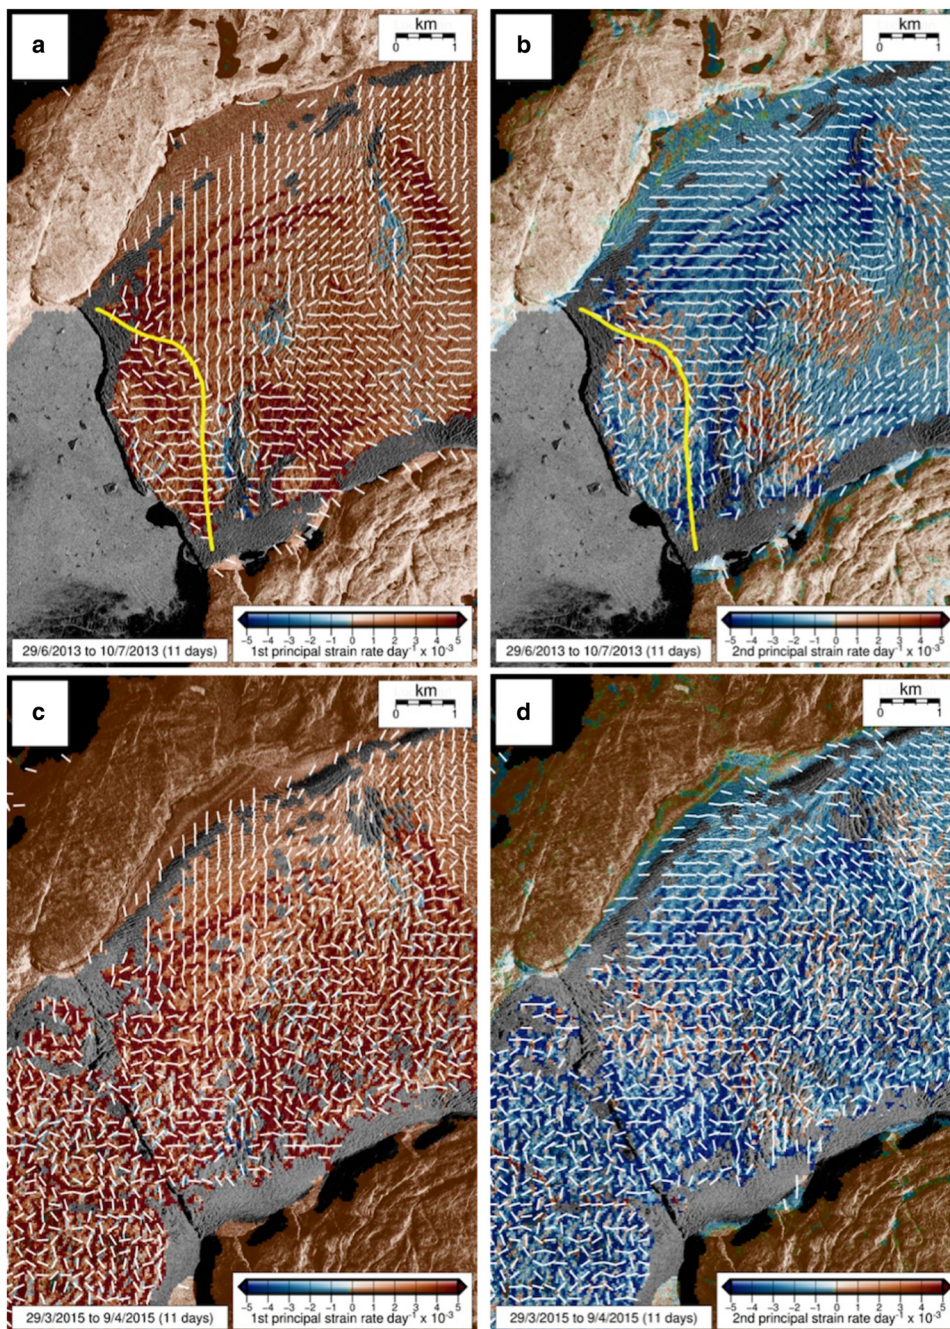 a
km
0 1
29/6/2013 to 10/7/2013 (11 days)
−5 −4 −3 −2 −1 0 1 2 3 4 5
1st principal strain rate day⁻¹ x 10⁻³
b
km
0 1
29/6/2013 to 10/7/2013 (11 days)
−5 −4 −3 −2 −1 0 1 2 3 4 5
2nd principal strain rate day⁻¹ x 10⁻³
c
km
0 1
29/3/2015 to 9/4/2015 (11 days)
−5 −4 −3 −2 −1 0 1 2 3 4 5
1st principal strain rate day⁻¹ x 10⁻³
d
km
0 1
29/3/2015 to 9/4/2015 (11 days)
−5 −4 −3 −2 −1 0 1 2 3 4 5
2nd principal strain rate day⁻¹ x 10⁻³